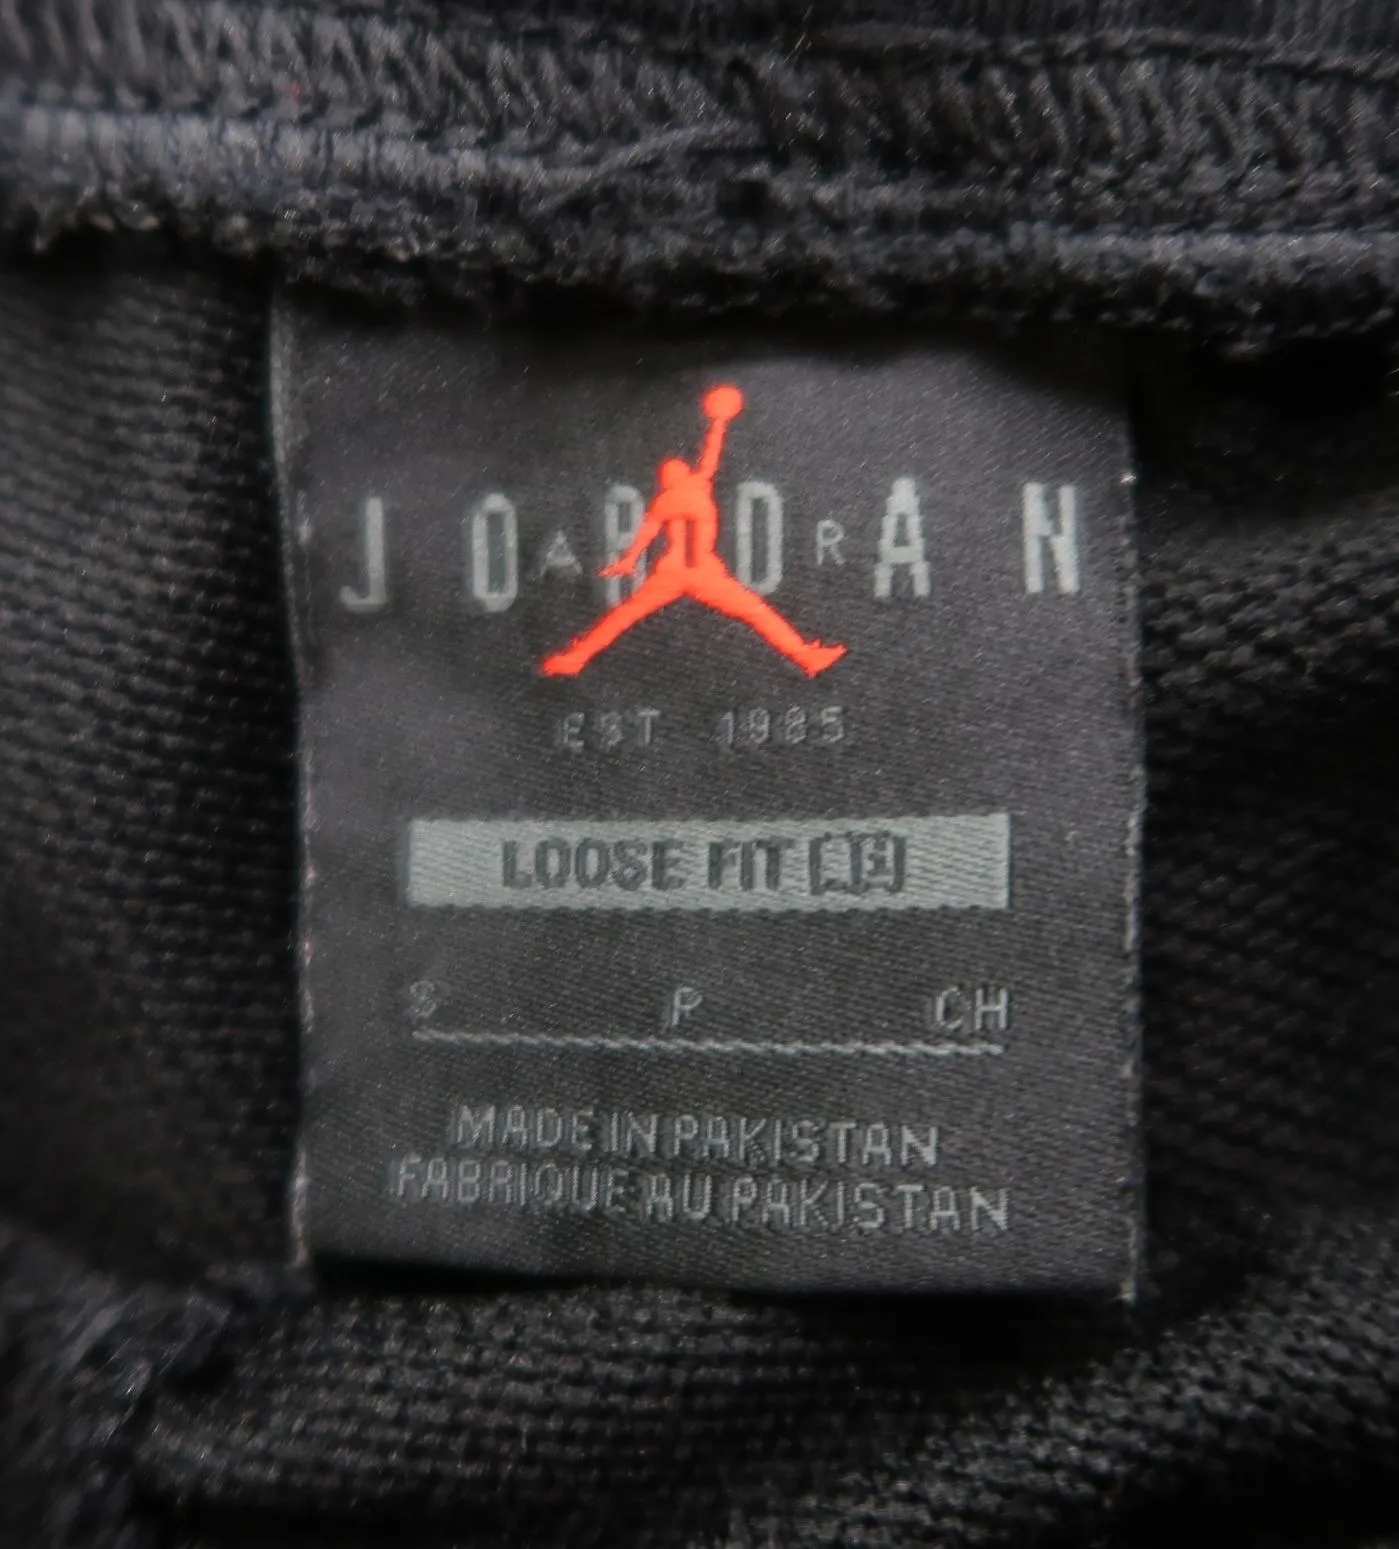 JORDAN
AIR
EST 1985
LOOSE FIT
S P CH
MADE IN PAKISTAN
FABRIQUE AU PAKISTAN